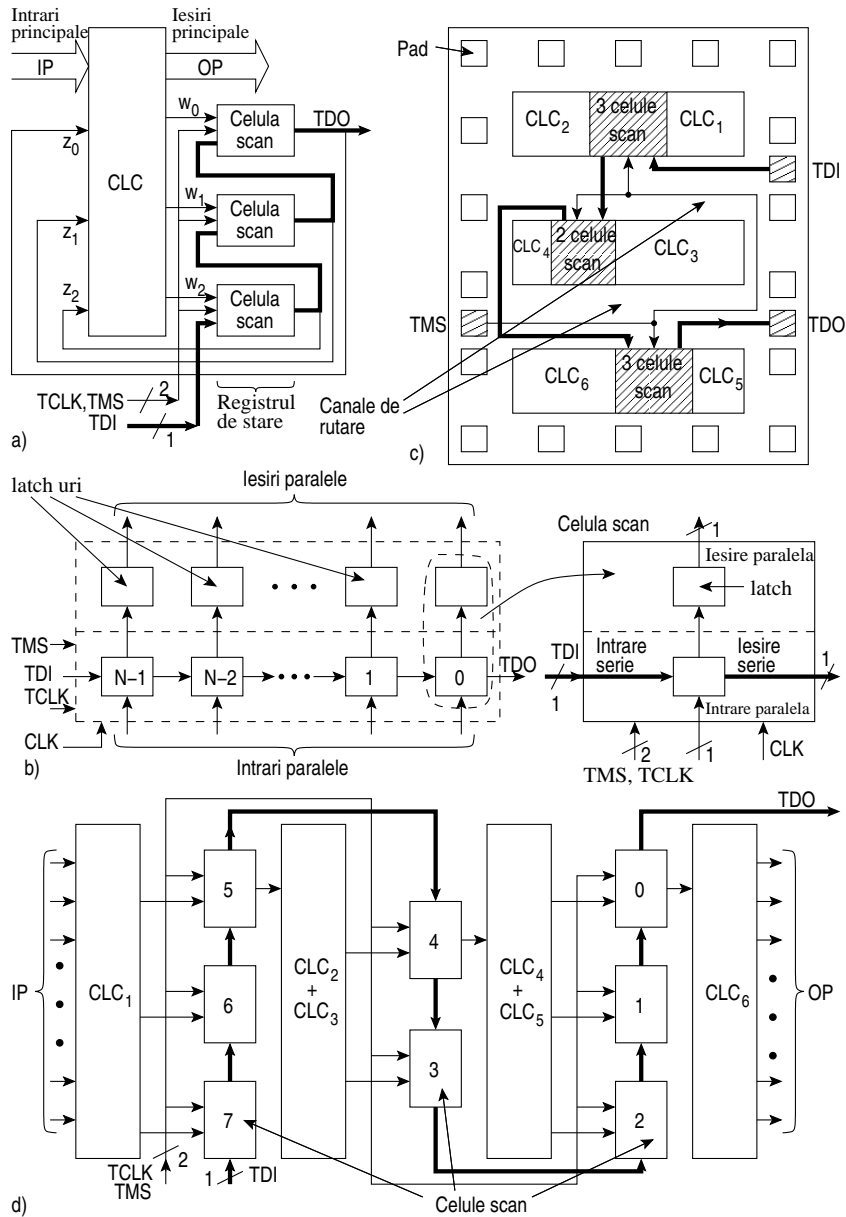 Intrari
principale
IP
Iesiri
principale
OP
CLC
w0
w1
w2
z0
z1
z2
Celula
scan
Celula
scan
Celula
scan
TDO
TCLK,TMS
2
TDI
1
Registrul
de stare
a)
Pad
CLC2
3 celule
scan
CLC1
TDI
CLC4
2 celule
scan
CLC3
TMS
TDO
CLC6
3 celule
scan
CLC5
Canale de
rutare
c)
latch uri
Iesiri paralele
TMS
TDI
TCLK
CLK
N–1
N–2
1
0
TDO
Intrari paralele
b)
Celula scan
1
Iesire paralela
latch
TDI
1
Intrare
serie
Iesire
serie
1
Intrare paralela
2
1
CLK
TMS, TCLK
TDO
IP
CLC1
5
6
7
CLC2
+
CLC3
4
3
CLC4
+
CLC5
0
1
2
CLC6
OP
TCLK
TMS
2
1
TDI
Celule scan
d)